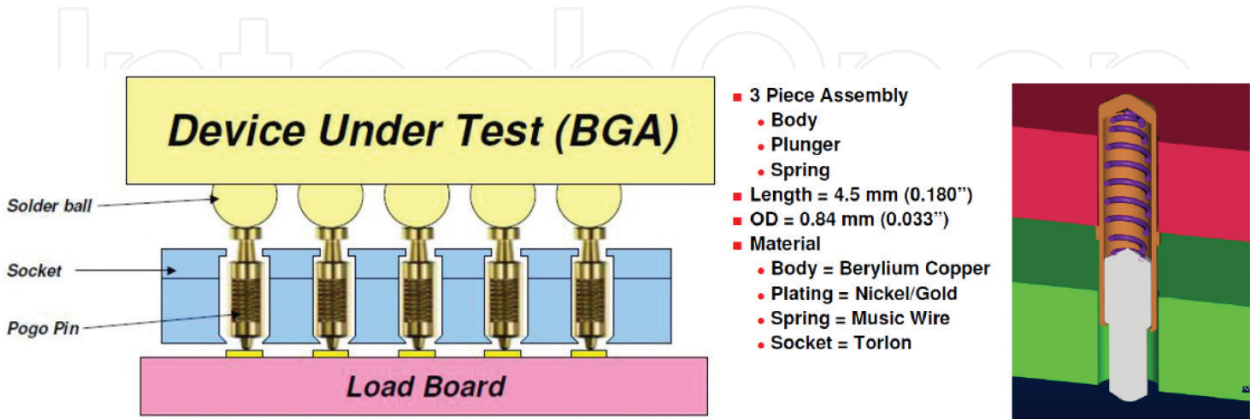 IntechOpen
Device Under Test (BGA)
Solder ball
Socket
Pogo Pin
Load Board
■ 3 Piece Assembly
• Body
• Plunger
• Spring
■ Length = 4.5 mm (0.180”)
■ OD = 0.84 mm (0.033”)
■ Material
• Body = Berylium Copper
• Plating = Nickel/Gold
• Spring = Music Wire
• Socket = Torlon